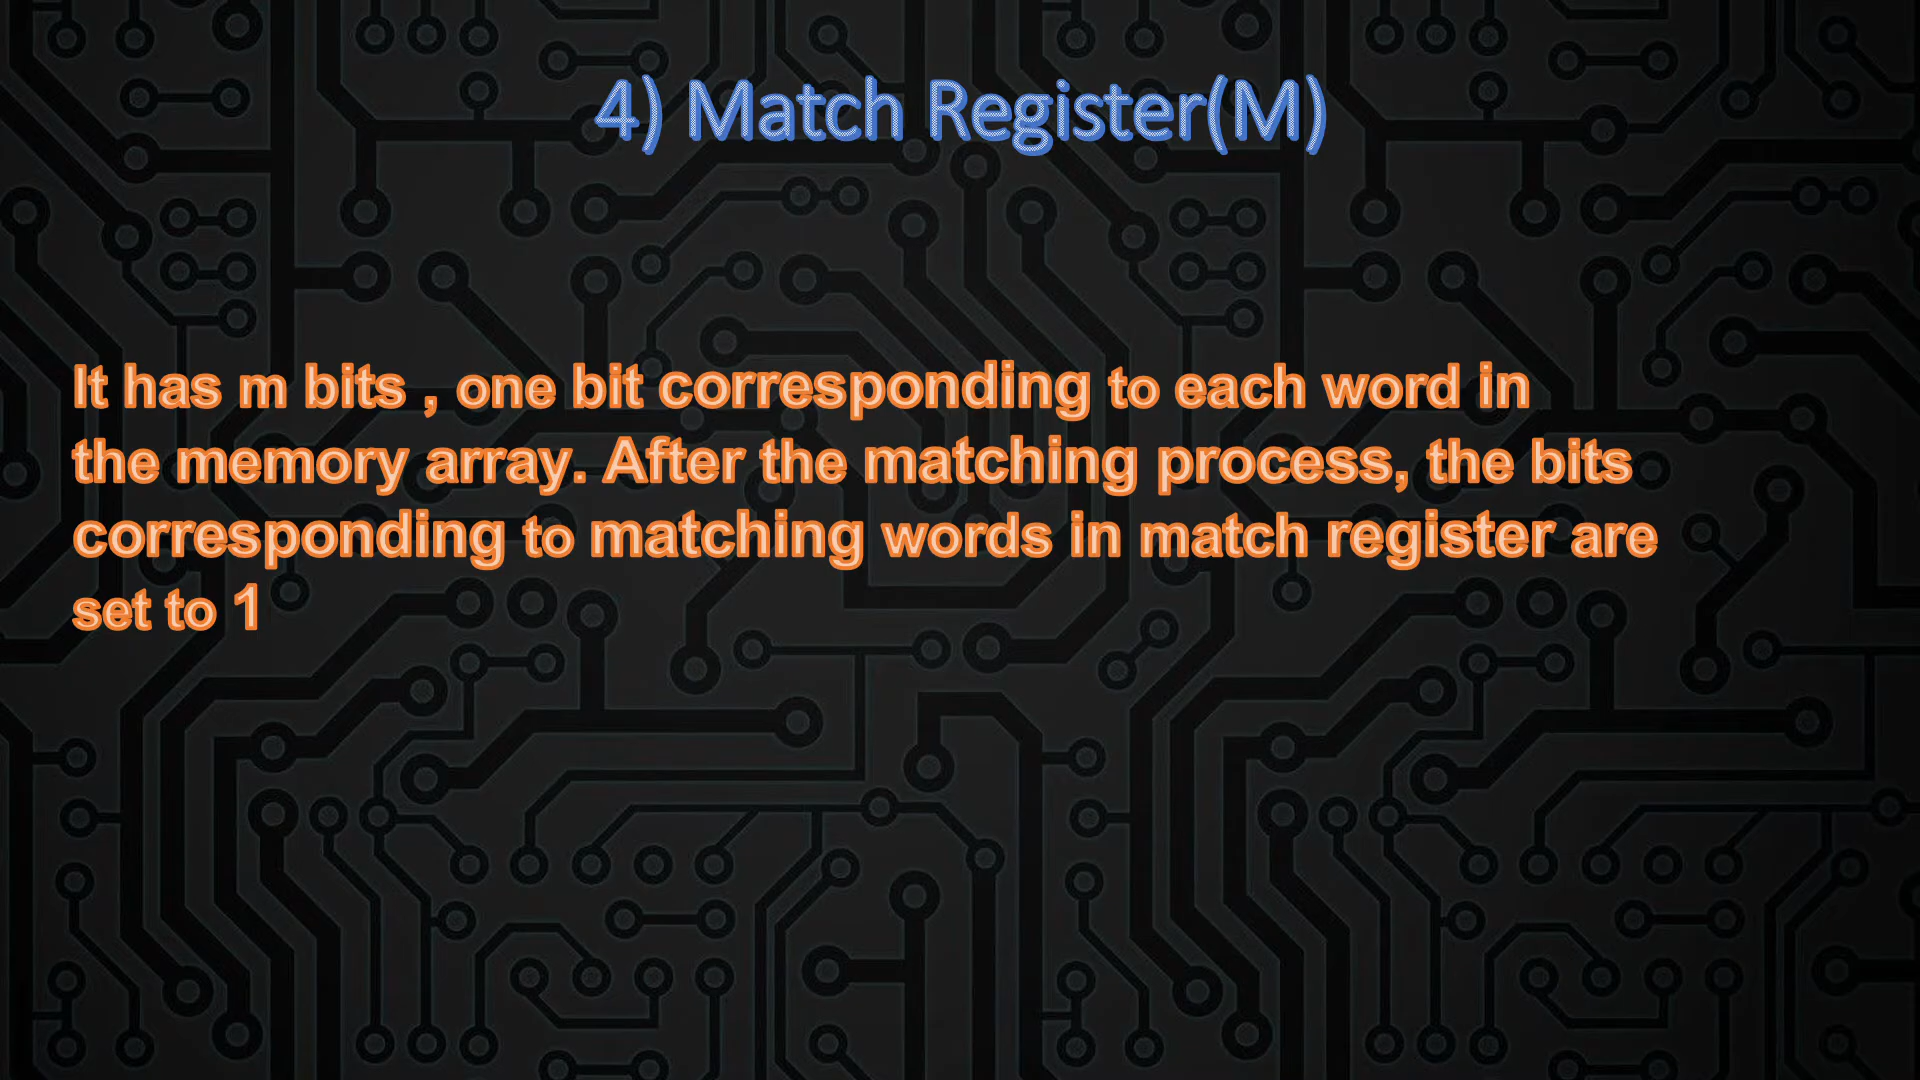 4) Match Register(M)
It has m bits , one bit corresponding to each word in
the memory array. After the matching process, the bits
corresponding to matching words in match register are
set to 1